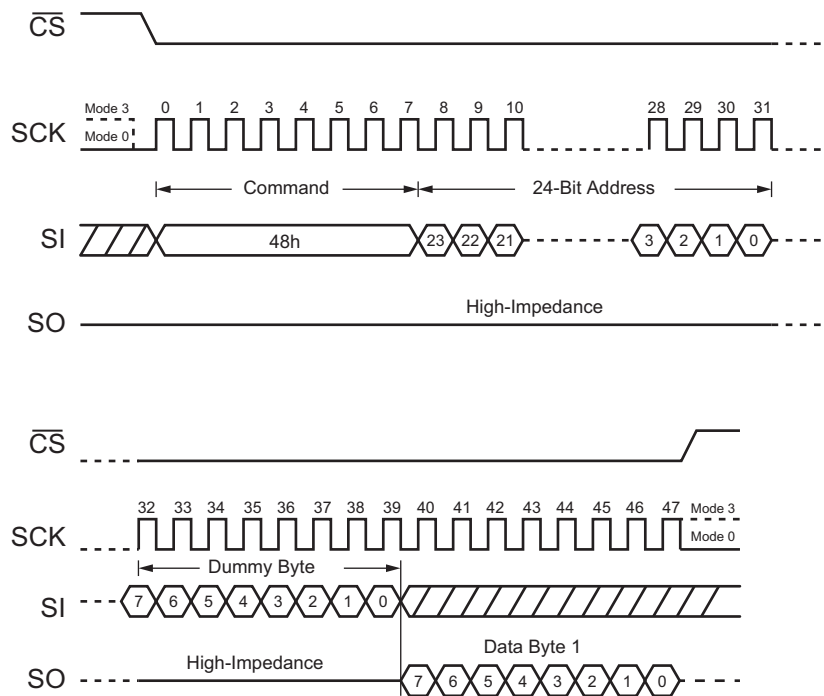 CS
Mode 3 0 1 2 3 4 5 6 7 8 9 10 28 29 30 31
SCK
Mode 0
Command 24-Bit Address
SI 48h 23 22 21 3 2 1 0
High-Impedance
SO
CS
32 33 34 35 36 37 38 39 40 41 42 43 44 45 46 47 Mode 3
SCK Mode 0
Dummy Byte
SI 7 6 5 4 3 2 1 0
High-Impedance Data Byte 1
SO 7 6 5 4 3 2 1 0